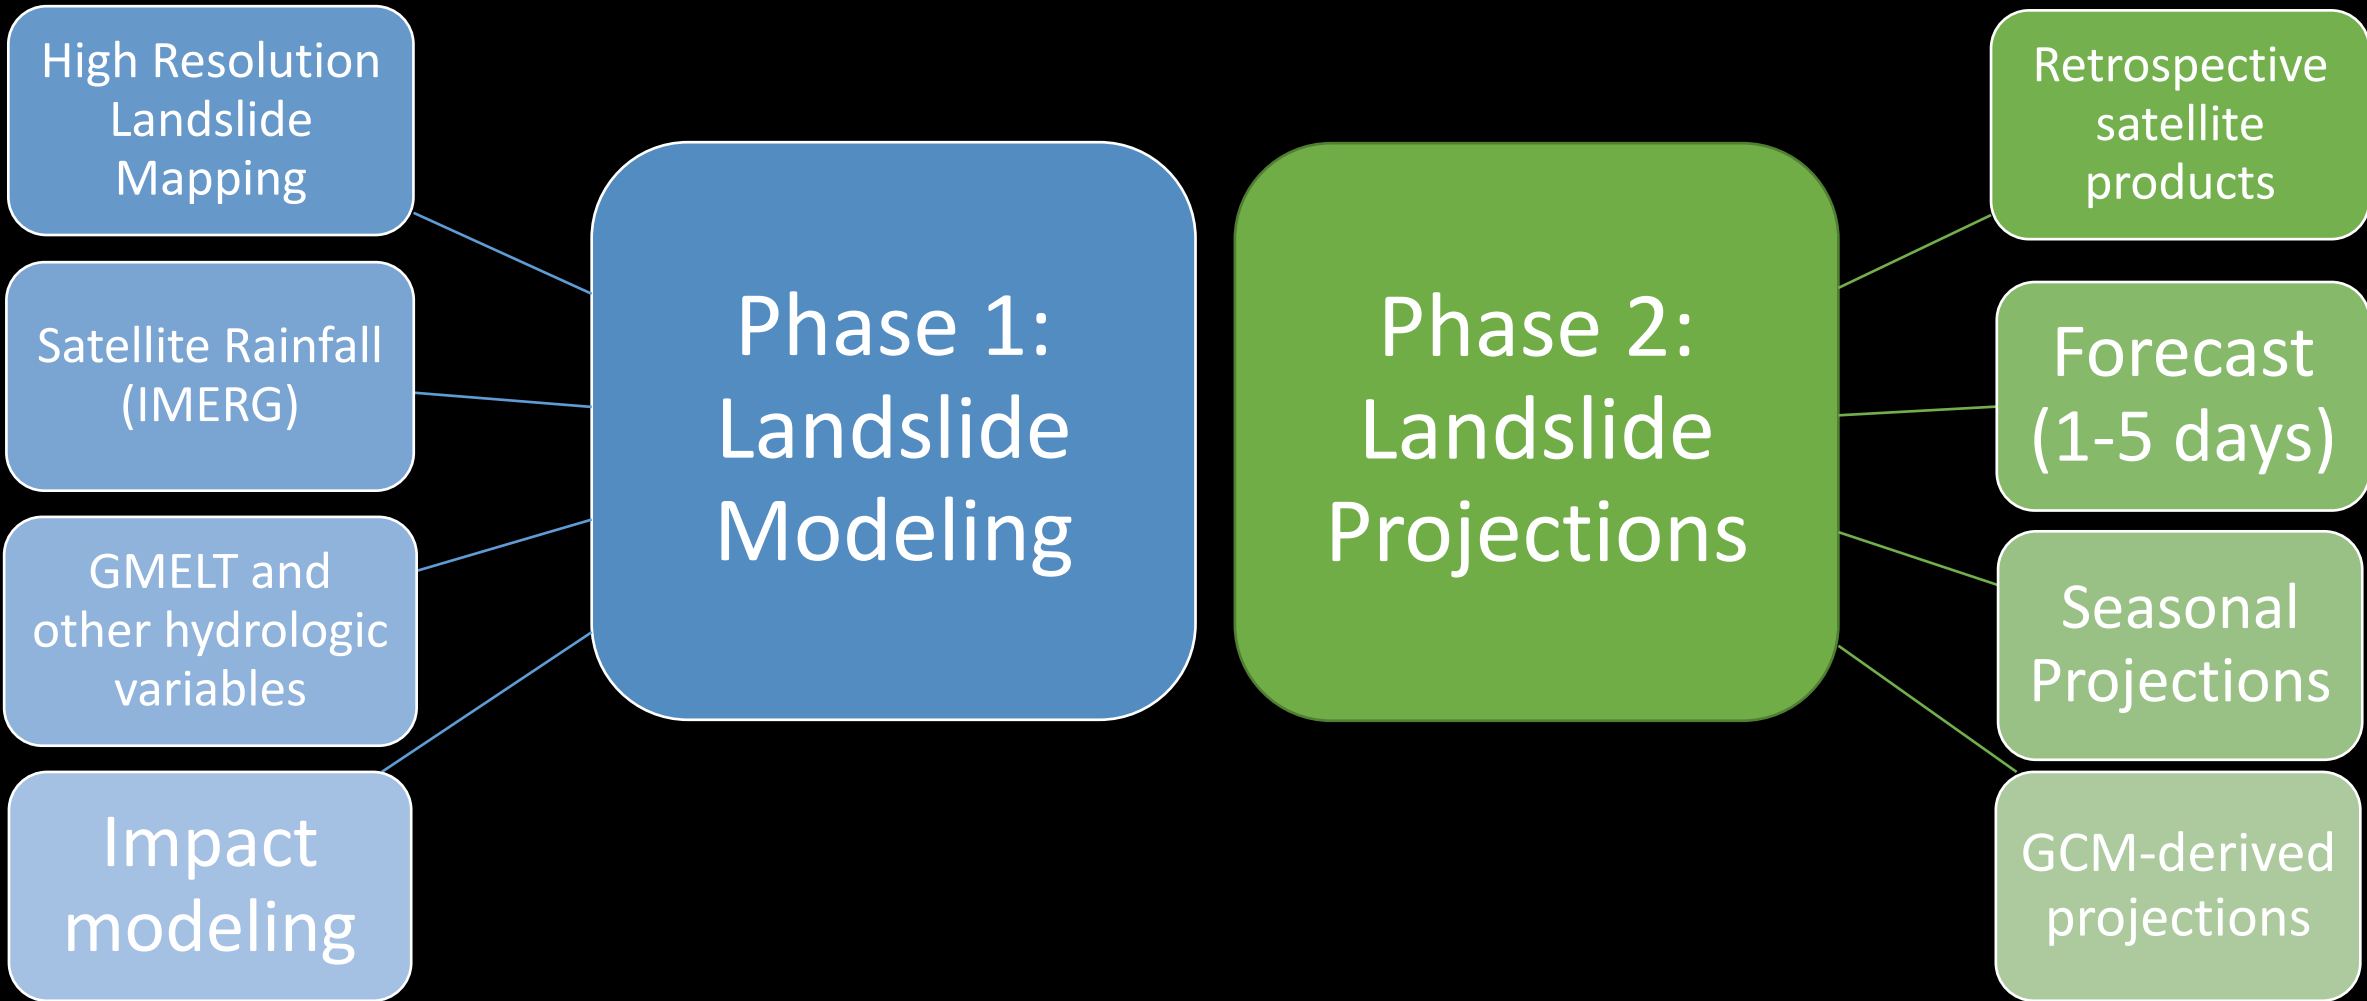 High Resolution
Landslide
Mapping
Satellite Rainfall
(IMERG)
GMELT and
other hydrologic
variables
Impact
modeling
Phase 1:
Landslide
Modeling
Phase 2:
Landslide
Projections
Retrospective
satellite
products
Forecast
(1-5 days)
Seasonal
Projections
GCM-derived
projections